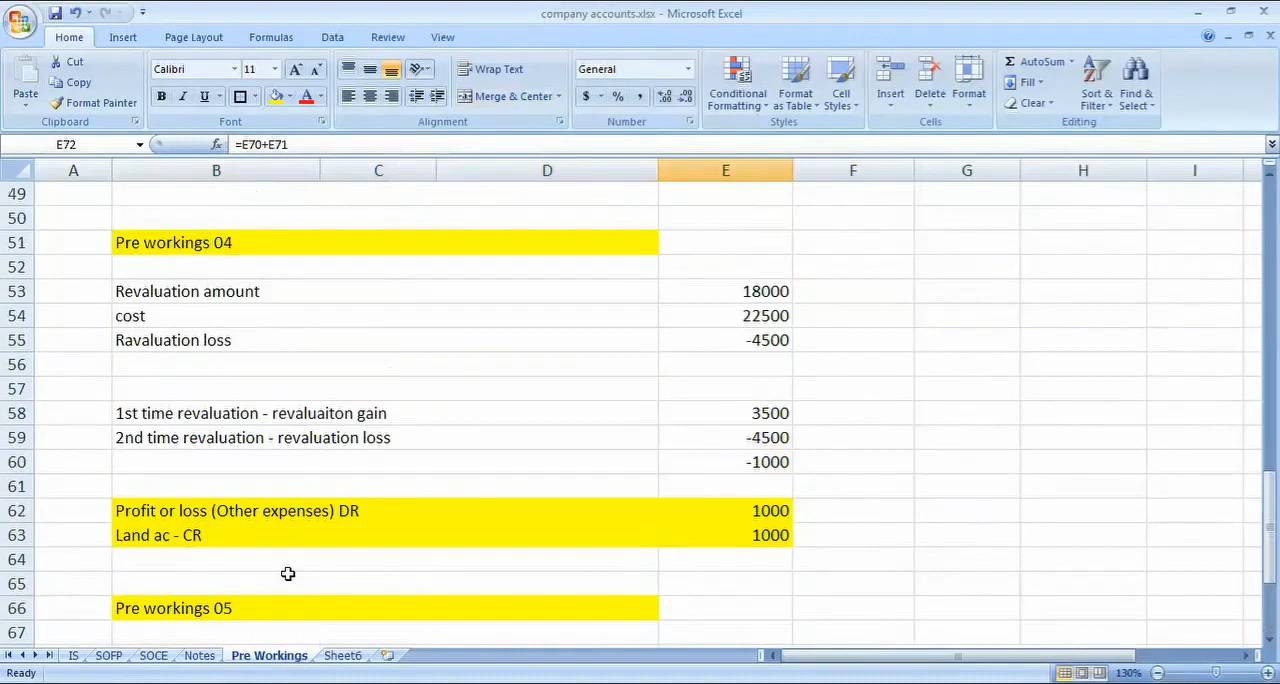 company accounts.xlsx - Microsoft Excel
Home Insert Page Layout Formulas Data Review View
Paste Cut Copy Format Painter Clipboard
Calibri 11 A A B I U A Font
Wrap Text Merge & Center Alignment
General $ % , .0 .00 .00 .0 Number
Conditional Formatting Format as Table Cell Styles Styles
Insert Delete Format Cells
Σ AutoSum Fill Clear Sort & Filter Find & Select Editing
E72 fx =E70+E71
A B C D E F G H I
49
50
51 Pre workings 04
52
53 Revaluation amount 18000
54 cost 22500
55 Ravaluation loss -4500
56
57
58 1st time revaluation - revaluaiton gain 3500
59 2nd time revaluation - revaluation loss -4500
60 -1000
61
62 Profit or loss (Other expenses) DR 1000
63 Land ac - CR 1000
64
65
66 Pre workings 05
67
IS SOFP SOCE Notes Pre Workings Sheet6
Ready 130%